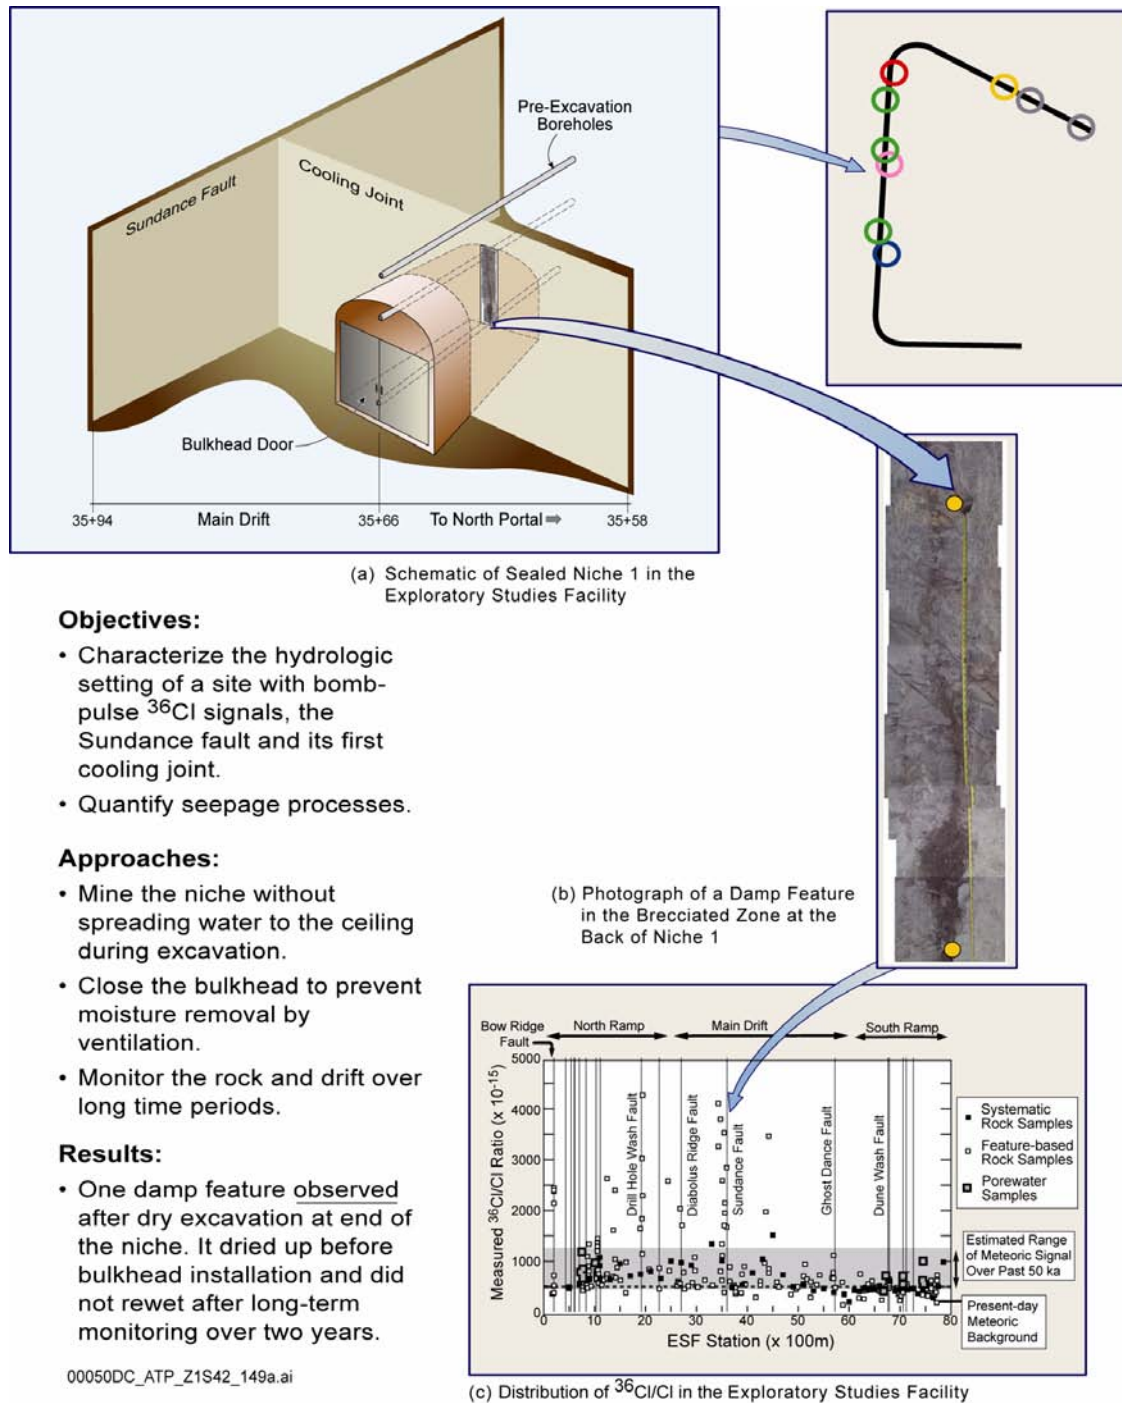 Pre-Excavation
Boreholes
Sundance Fault
Cooling Joint
Bulkhead Door
35+94
Main Drift
35+66
To North Portal
35+58
(a) Schematic of Sealed Niche 1 in the
Exploratory Studies Facility
Objectives:
• Characterize the hydrologic
setting of a site with bomb-
pulse ³⁶Cl signals, the
Sundance fault and its first
cooling joint.
• Quantify seepage processes.
Approaches:
• Mine the niche without
spreading water to the ceiling
during excavation.
• Close the bulkhead to prevent
moisture removal by
ventilation.
• Monitor the rock and drift over
long time periods.
Results:
• One damp feature observed
after dry excavation at end of
the niche. It dried up before
bulkhead installation and did
not rewet after long-term
monitoring over two years.
00050DC_ATP_Z1S42_149a.ai
(b) Photograph of a Damp Feature
in the Brecciated Zone at the
Back of Niche 1
Bow Ridge
Fault
North Ramp
Main Drift
South Ramp
Measured ³⁶Cl/Cl Ratio (x 10⁻¹⁵)
5000
4000
3000
2000
1000
0
Drill Hole Wash Fault
Diabolus Ridge Fault
Sundance Fault
Ghost Dance Fault
Dune Wash Fault
0 10 20 30 40 50 60 70 80
ESF Station (x 100m)
Systematic
Rock Samples
Feature-based
Rock Samples
Porewater
Samples
Estimated Range
of Meteoric Signal
Over Past 50 ka
Present-day
Meteoric
Background
(c) Distribution of ³⁶Cl/Cl in the Exploratory Studies Facility